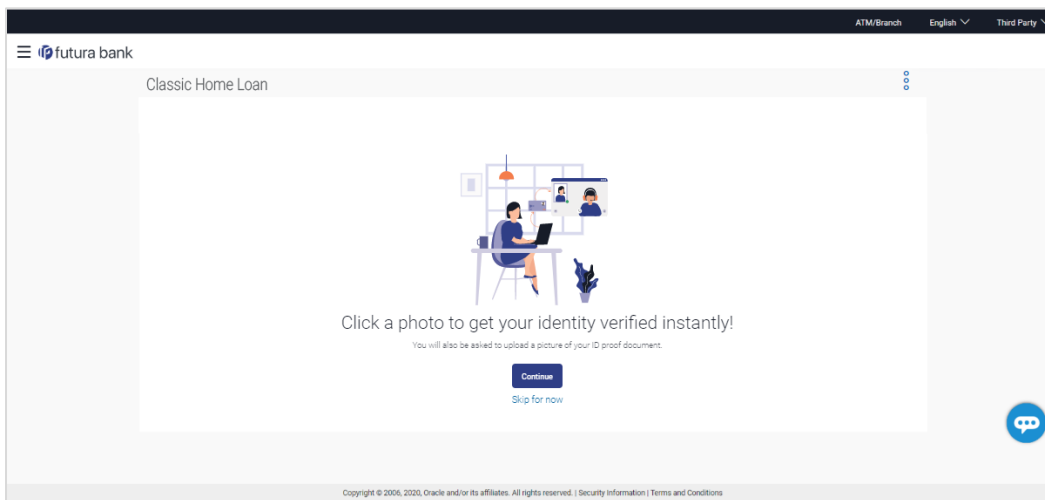 ATM/Branch English Third Party
futura bank
Classic Home Loan
Click a photo to get your identity verified instantly!
You will also be asked to upload a picture of your ID proof document.
Continue
Skip for now
Copyright © 2006, 2020, Oracle and/or its affiliates. All rights reserved. | Security Information | Terms and Conditions